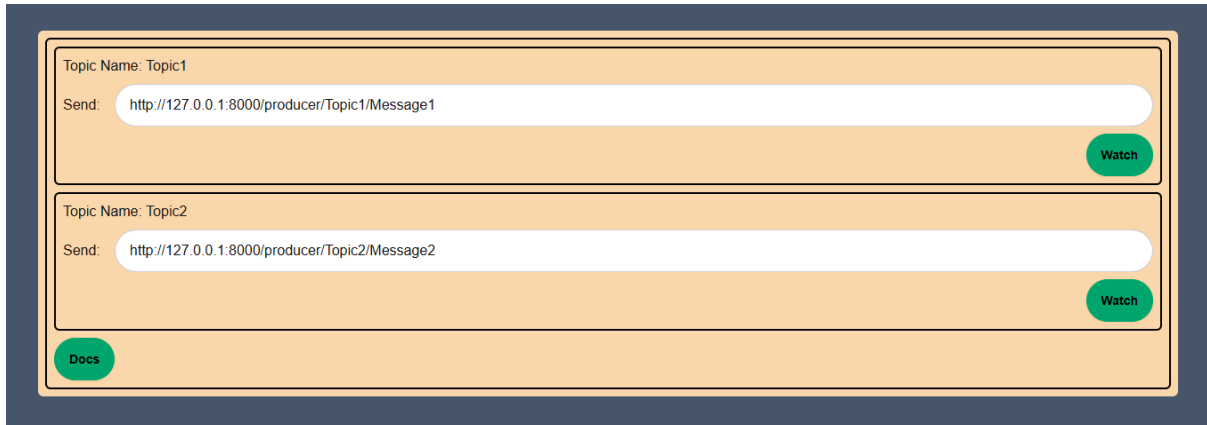 Topic Name: Topic1
Send: http://127.0.0.1:8000/producer/Topic1/Message1
Watch
Topic Name: Topic2
Send: http://127.0.0.1:8000/producer/Topic2/Message2
Watch
Docs